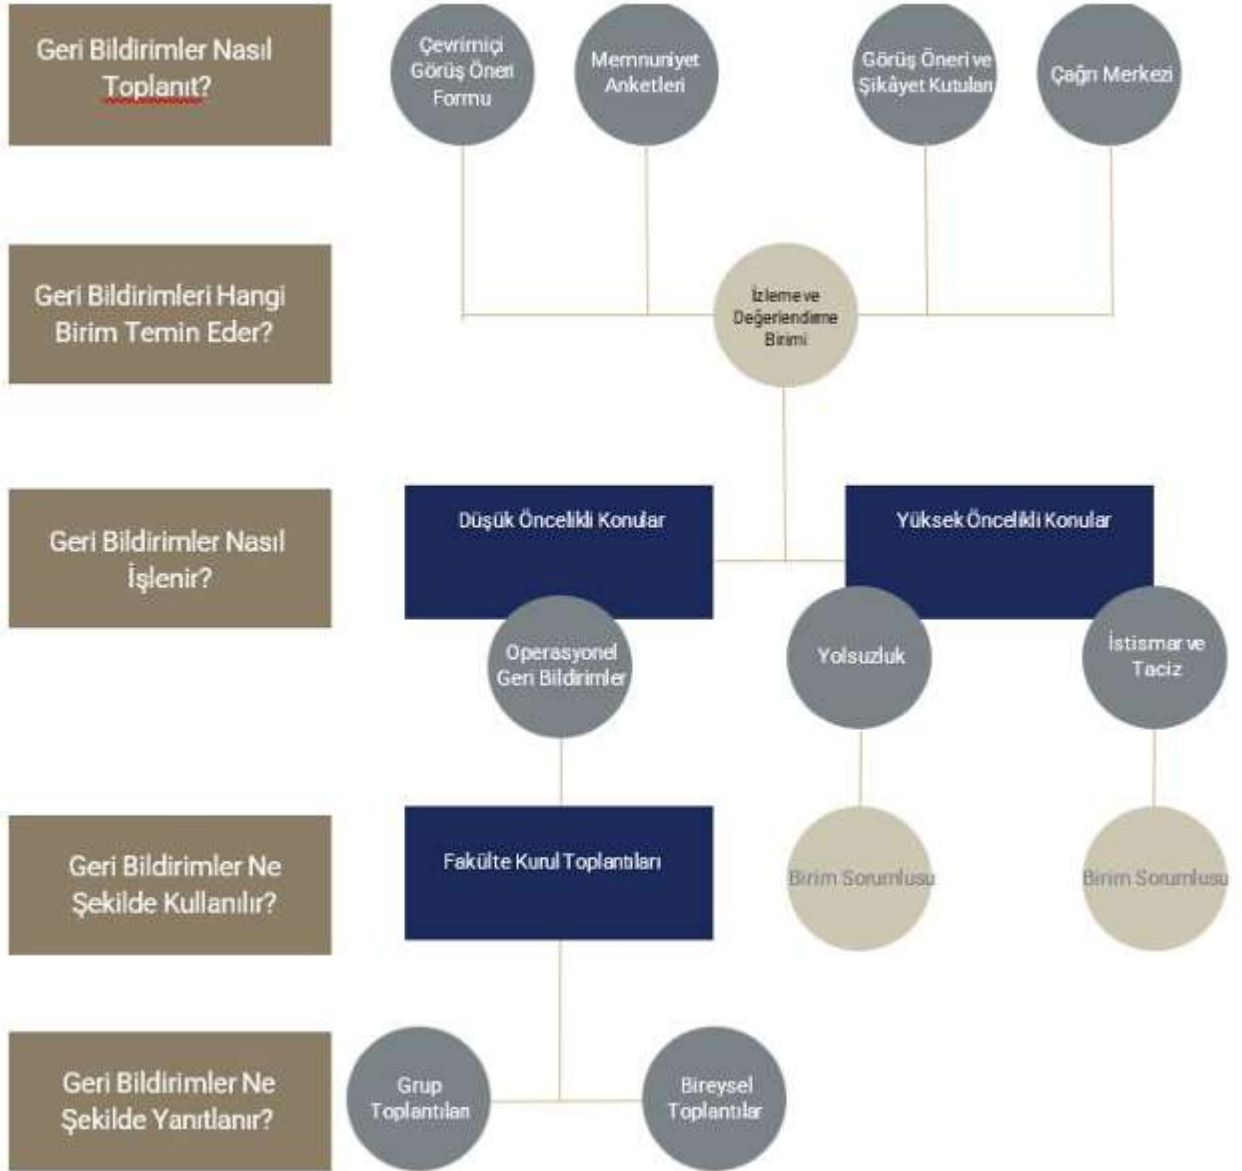 Geri Bildirimler Nasıl
Toplanıt?
Çevrimiçi
Görüş Öneri
Formu
Memnuniyet
Anketleri
Görüş Öneri ve
Şikâyet Kutuları
Çağrı Merkezi
Geri Bildirimleri Hangi
Birim Temin Eder?
İzleme ve
Değerlendirme
Birimi
Geri Bildirimler Nasıl
İşlenir?
Düşük Öncelikli Konular
Yüksek Öncelikli Konular
Operasyonel
Geri Bildirimler
Yolsuzluk
İstismar ve
Taciz
Geri Bildirimler Ne
Şekilde Kullanılır?
Fakülte Kurul Toplantıları
Birim Sorumlusu
Birim Sorumlusu
Geri Bildirimler Ne
Şekilde Yanıtlanır?
Grup
Toplantıları
Bireysel
Toplantılar